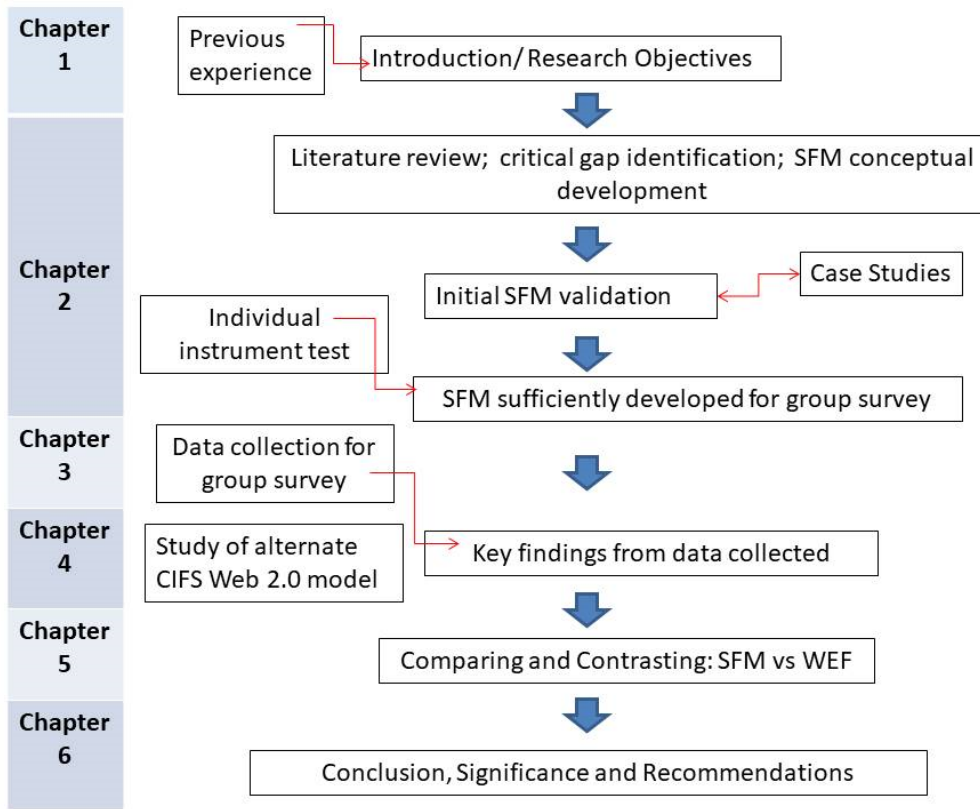 Chapter
1
Previous
experience
Introduction/ Research Objectives
Chapter
2
Literature review; critical gap identification; SFM conceptual
development
Initial SFM validation
Case Studies
Individual
instrument test
SFM sufficiently developed for group survey
Chapter
3
Data collection for
group survey
Chapter
4
Study of alternate
CIFS Web 2.0 model
Key findings from data collected
Chapter
5
Comparing and Contrasting: SFM vs WEF
Chapter
6
Conclusion, Significance and Recommendations